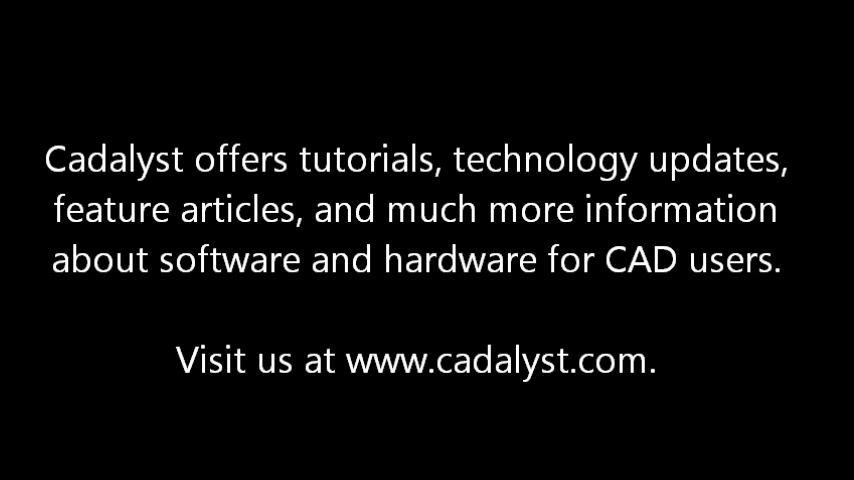 Cadalyst offers tutorials, technology updates,
feature articles, and much more information
about software and hardware for CAD users.
Visit us at www.cadalyst.com.